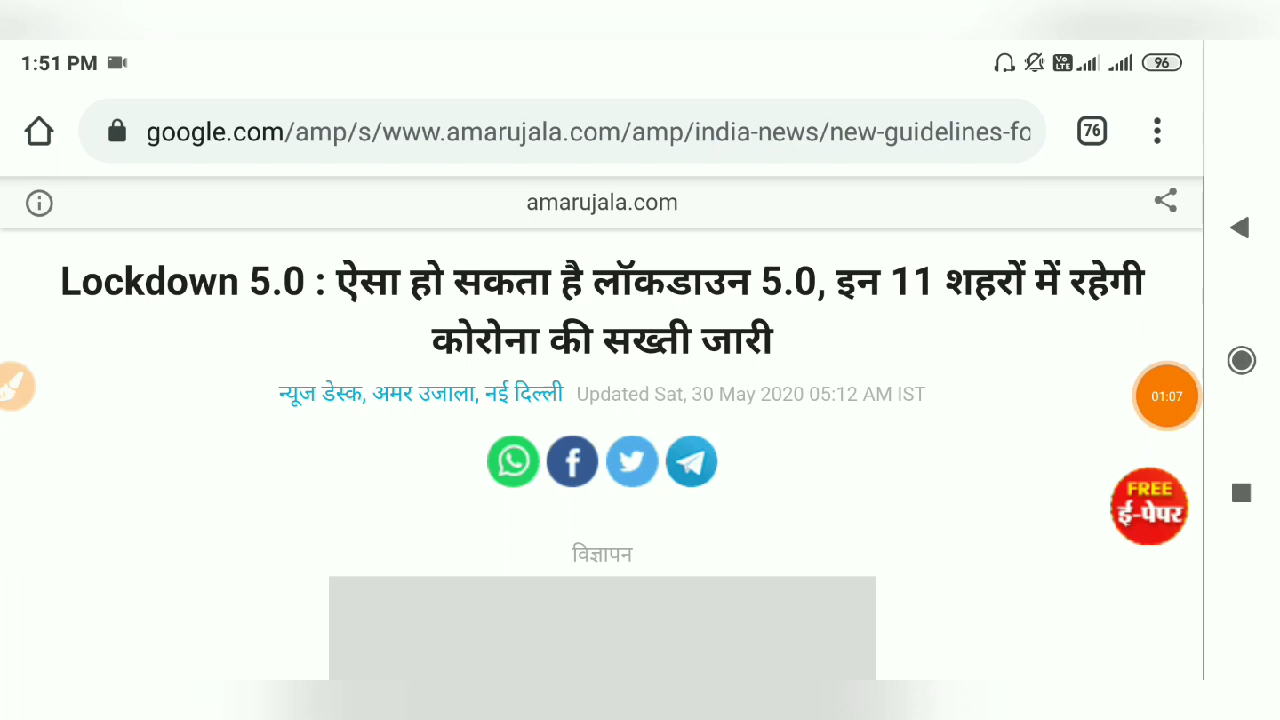 1:51 PM
Vo LTE
96
google.com/amp/s/www.amarujala.com/amp/india-news/new-guidelines-fo
76
amarujala.com
Lockdown 5.0 : ऐसा हो सकता है लॉकडाउन 5.0, इन 11 शहरों में रहेगी
कोरोना की सख्ती जारी
न्यूज डेस्क, अमर उजाला, नई दिल्ली Updated Sat, 30 May 2020 05:12 AM IST
01:07
FREE
ई-पेपर
विज्ञापन